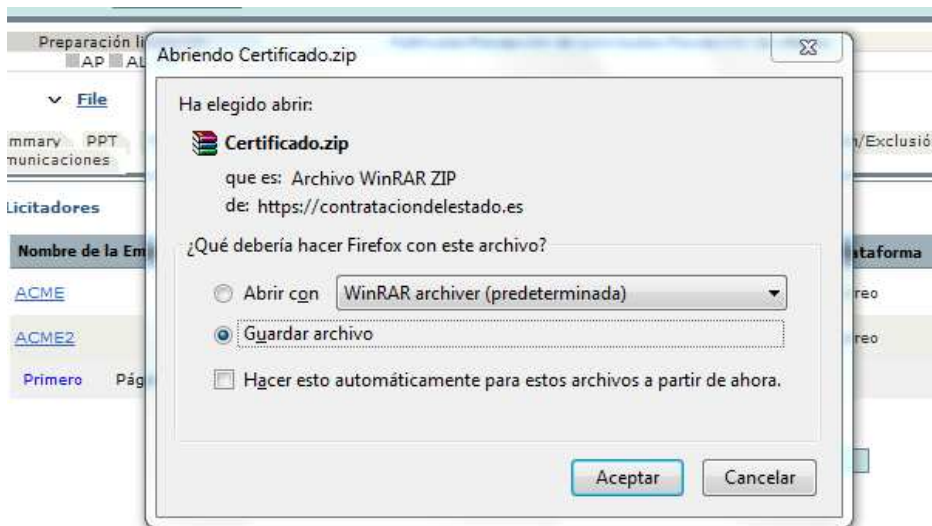 Preparación li
AP AL
Abriendo Certificado.zip
File
Ha elegido abrir:
Certificado.zip
mmary PPT
n/Exclusió
municaciones
que es: Archivo WinRAR ZIP
de: https://contrataciondelestado.es
Licitadores
¿Qué debería hacer Firefox con este archivo?
Nombre de la Em
ataforma
Abrir con WinRAR archiver (predeterminada)
ACME
reo
Guardar archivo
ACME2
reo
Primero Pág
Hacer esto automáticamente para estos archivos a partir de ahora.
Aceptar Cancelar